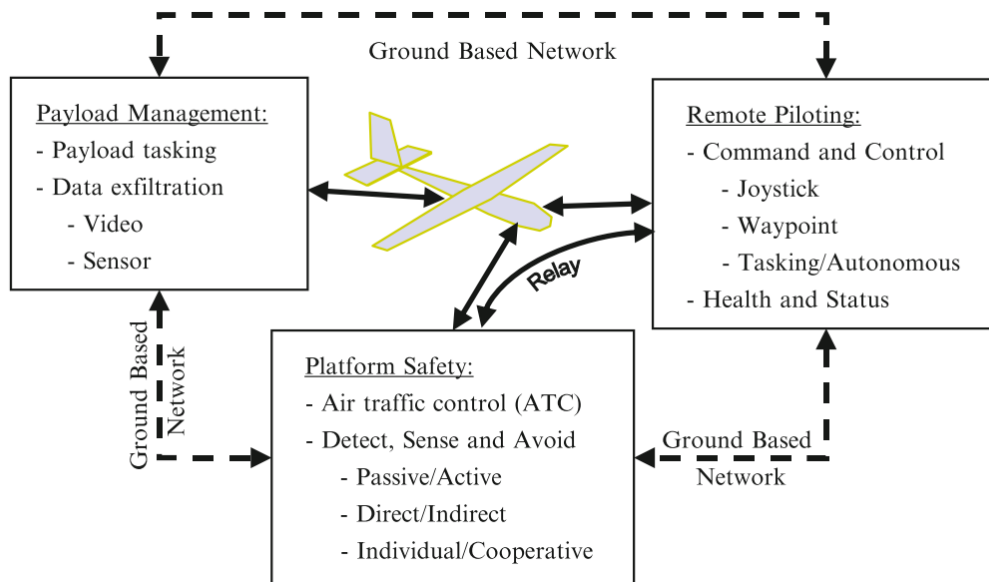 Ground Based Network
Payload Management:
- Payload tasking
- Data exfiltration
- Video
- Sensor
Remote Piloting:
- Command and Control
- Joystick
- Waypoint
- Tasking/Autonomous
- Health and Status
Relay
Ground Based
Network
Platform Safety:
- Air traffic control (ATC)
- Detect, Sense and Avoid
- Passive/Active
- Direct/Indirect
- Individual/Cooperative
Ground Based
Network